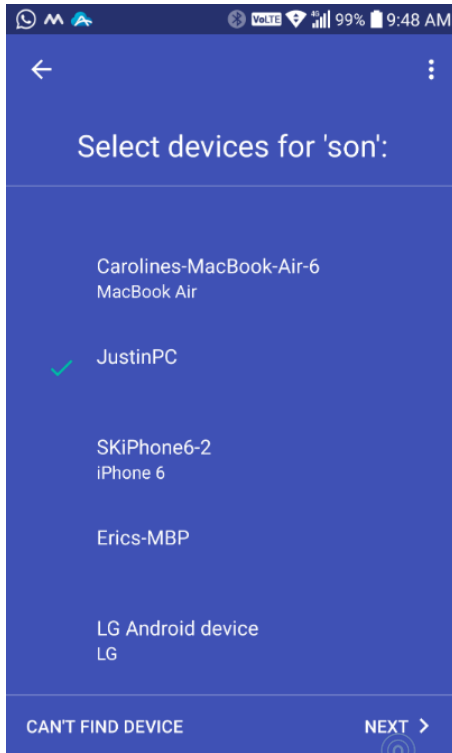 VoLTE 4G 99% 9:48 AM
Select devices for 'son':
Carolines-MacBook-Air-6
MacBook Air
JustinPC
SKiPhone6-2
iPhone 6
Erics-MBP
LG Android device
LG
CAN'T FIND DEVICE NEXT